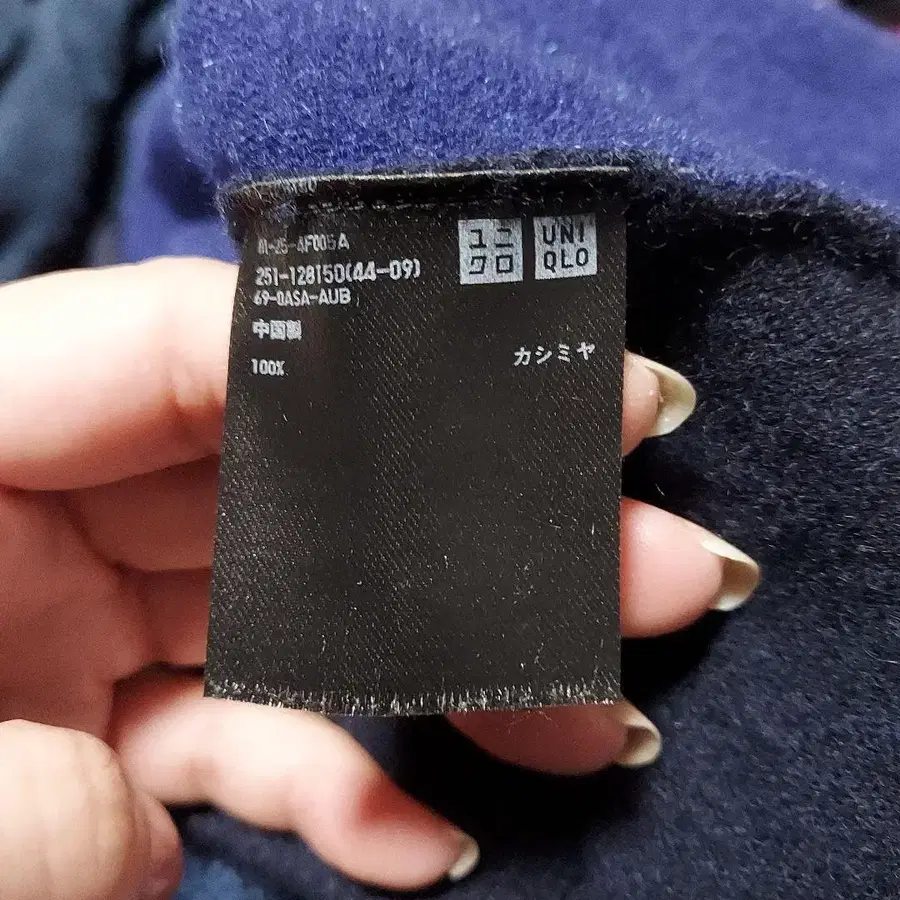 ユニ
クロ
UNI
QLO
251-128150(44-09)
69-0ASA-AUB
中国製
100% カシミヤ